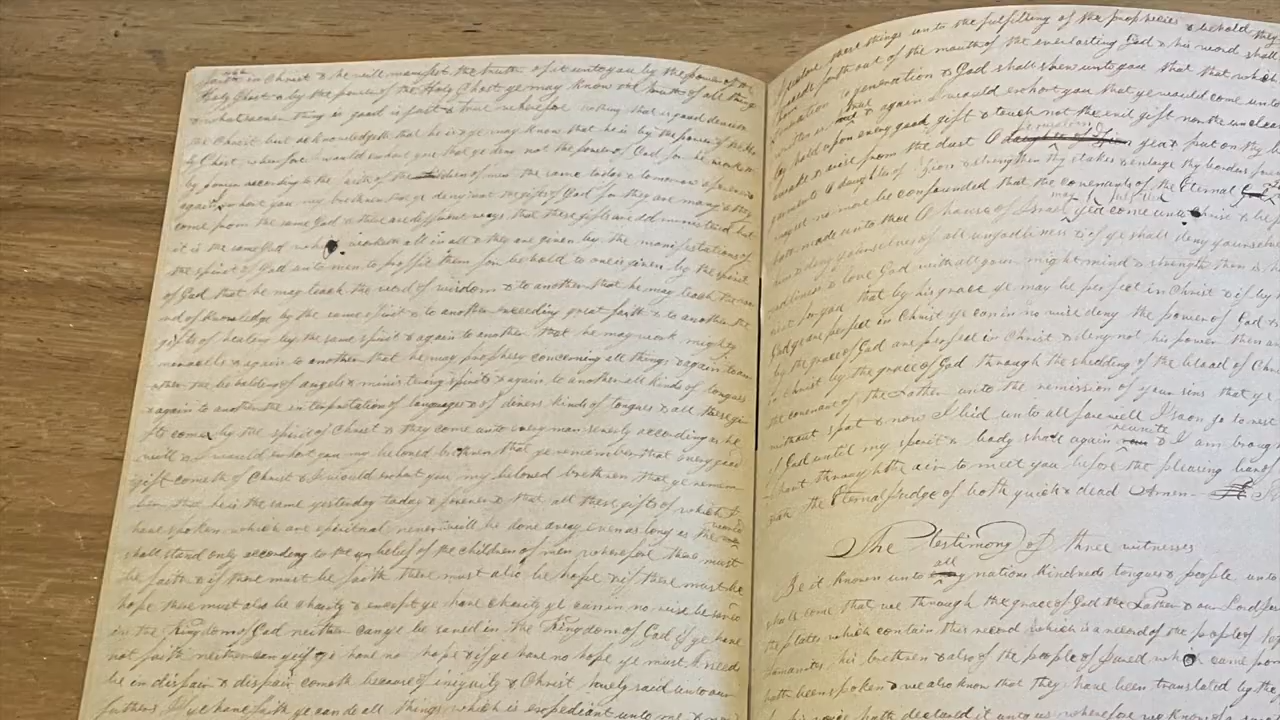 real in Christ & he will manifest the truth of it unto you by the power of the
Holy Ghost & by the power of the Holy Ghost ye may know the truth of all things
& whatsoever thing is good is just & true wherefore nothing that is good denieth
the Christ but acknowledgeth that he is & ye may know that he is by the power of the Ho
ly Ghost wherefore I would exhort you that ye deny not the power of God for he worketh
by power according to the faith of the children of men the same today & tomorrow & forever
again I exhort you my brethren that ye deny not the gifts of God for they are many & they
come from the same God & there are different ways that these gifts are administered but
it is the same God which worketh all in all & they are given by the manifestations of
the spirit of God unto men to profit them for behold to one is given by the spirit
of God that he may teach the word of wisdom & to another that he may teach the wo
rd of knowledge by the same spirit & to another exceeding great faith & to another the
gifts of healing by the same spirit & again to another that he may work mighty
miracles & again to another that he may prophesy concerning all things & again to an
other the beholding of angels & ministering spirits & again to another all kinds of tongues
& again to another the interpretation of languages & of divers kinds of tongues & all these gi
fts cometh by the spirit of Christ & they come unto every man severally according as he
will & I would exhort you my beloved brethren that ye remember that every good
gift cometh of Christ & I would exhort you my beloved brethren that ye remem
ber that he is the same yesterday today & forever & that all these gifts of which I
have spoken which are spiritual never will be done away even as long as the world
shall stand only according to the unbelief of the children of men wherefore there must
be faith & if there must be faith there must also be hope & if there must be
hope there must also be charity & except ye have charity ye can in no wise be saved
in the Kingdom of God neither can ye be saved in the Kingdom of God if ye have
not faith neither can ye if ye have no hope & if ye have no hope ye must needs
be in dispair & dispair cometh because of iniquity & Christ truly said unto our
fathers if ye have faith ye can do all things which is expediant unto me &
these things unto the fulfilling of the prophecies & behold they
proceed forth out of the mouth of the everlasting God & his word shall
generation to generation & God shall shew unto you that that which
true & again I would exhort you that ye would come unto
lay hold upon every good gift & touch not the evil gift nor the unclean
awake & arise from the dust O Jerusalem yea & put on thy
garments O daughter of Zion & strengthen thy stakes & enlarge thy borders forever
mayest no more be confounded that the covenants of the Eternal
hath made unto thee O house of Israel may be fulfilled yea come unto Christ & be
him & deny yourselves of all ungodliness & if ye shall deny yourselves
godliness & love God with all your might mind & strength then is
that by his grace ye may be perfect in Christ & if by
God ye are perfect in Christ ye can in no wise deny the power of God &
by the grace of God are perfect in Christ & deny not his power then are
in Christ by the grace of God through the shedding of the blood of Christ
the covenant of the Father unto the remission of your sins that ye
without spot & now I bid unto all farewell I soon go to rest
of God until my spirit & body shall again reunite & I am brought
phant through the air to meet you before the pleasing bar of
the Eternal Judge of both quick & dead Amen—
The Testimony of three witnesses
Be it known unto all nations kindreds tongues & people unto
shall come that we through the grace of God the Father & our Lord Jesus
the plates which contain this record which is a record of the people of
Lamanites his brethren & also of the people of Jared which came from
hath been spoken & we also know that they have been translated by the
for his voice hath declared it unto us wherefore we know of a